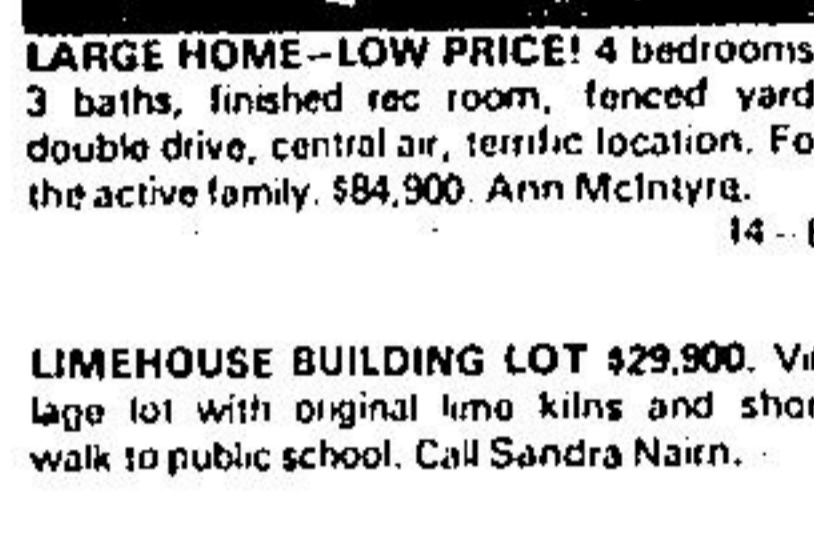 LARGE HOME--LOW PRICE! 4 bedrooms
3 baths, finished rec room, fenced yard
double drive, central air, terrific location. Fo
the active family. $84,900. Ann McIntyre.
14 --
LIMEHOUSE BUILDING LOT $29,900. Vil
lage lot with original lime kilns and shor
walk to public school. Call Sandra Nairn.